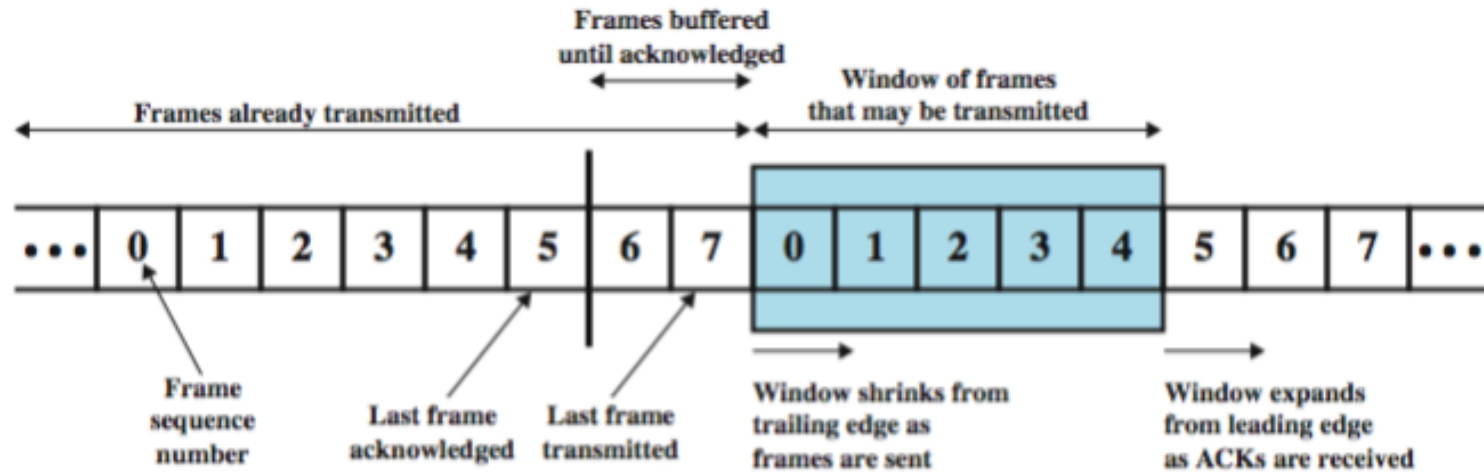 Frames buffered
until acknowledged
Window of frames
that may be transmitted
Frames already transmitted
••• 0 1 2 3 4 5 6 7 0 1 2 3 4 5 6 7 •••
Frame
sequence
number
Last frame
acknowledged
Last frame
transmitted
Window shrinks from
trailing edge as
frames are sent
Window expands
from leading edge
as ACKs are received